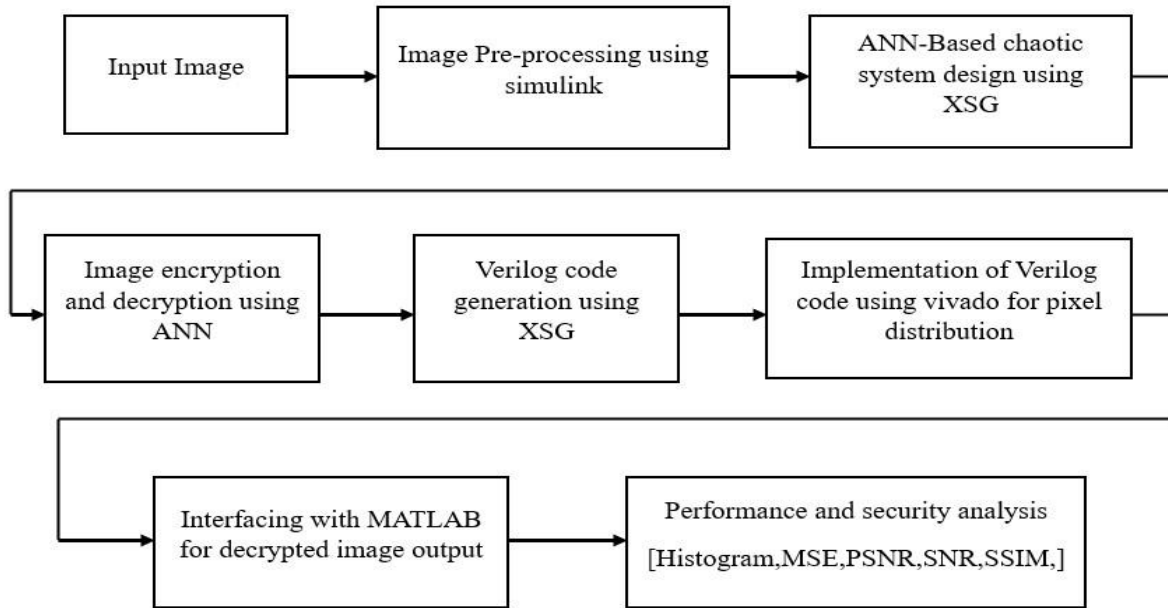 Input Image
Image Pre-processing using
simulink
ANN-Based chaotic
system design using
XSG
Image encryption
and decryption using
ANN
Verilog code
generation using
XSG
Implementation of Verilog
code using vivado for pixel
distribution
Interfacing with MATLAB
for decrypted image output
Performance and security analysis
[Histogram,MSE,PSNR,SNR,SSIM,]